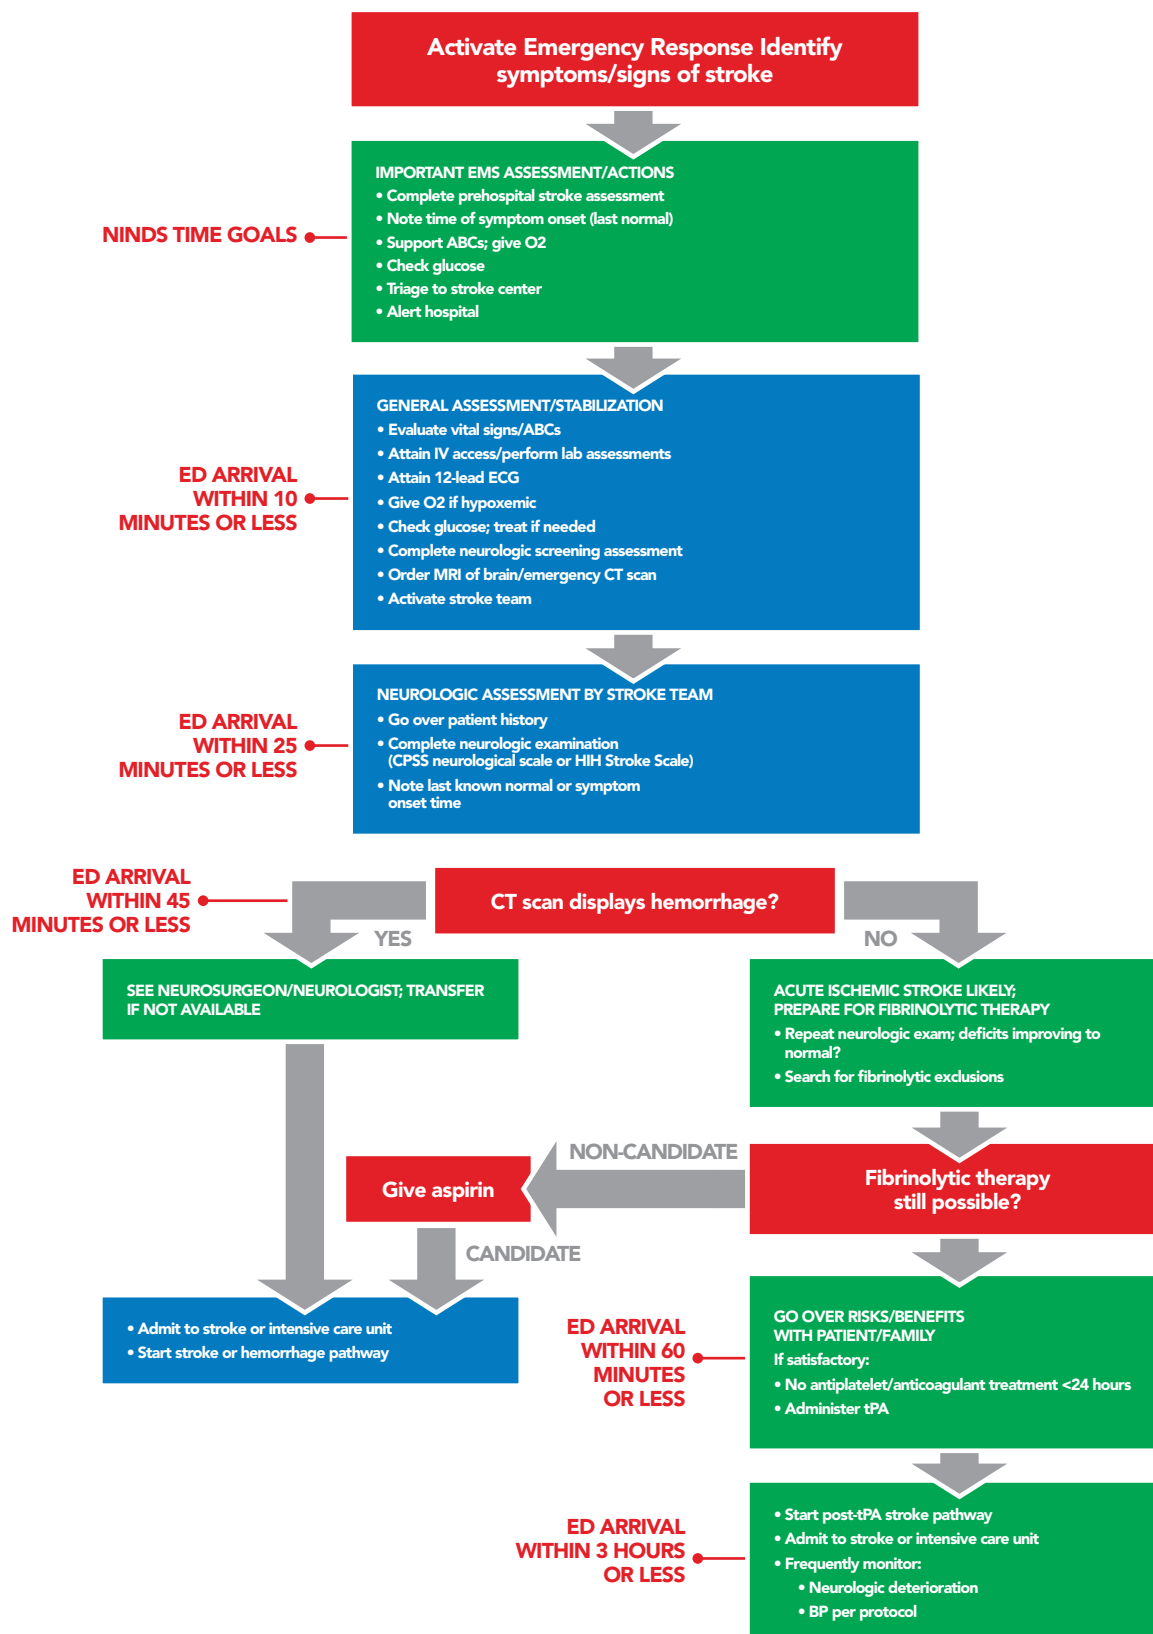 Activate Emergency Response Identify
symptoms/signs of stroke
NINDS TIME GOALS
IMPORTANT EMS ASSESSMENT/ACTIONS
• Complete prehospital stroke assessment
• Note time of symptom onset (last normal)
• Support ABCs; give O2
• Check glucose
• Triage to stroke center
• Alert hospital
ED ARRIVAL
WITHIN 10
MINUTES OR LESS
GENERAL ASSESSMENT/STABILIZATION
• Evaluate vital signs/ABCs
• Attain IV access/perform lab assessments
• Attain 12-lead ECG
• Give O2 if hypoxemic
• Check glucose; treat if needed
• Complete neurologic screening assessment
• Order MRI of brain/emergency CT scan
• Activate stroke team
ED ARRIVAL
WITHIN 25
MINUTES OR LESS
NEUROLOGIC ASSESSMENT BY STROKE TEAM
• Go over patient history
• Complete neurologic examination
(CPSS neurological scale or HIH Stroke Scale)
• Note last known normal or symptom
onset time
ED ARRIVAL
WITHIN 45
MINUTES OR LESS
CT scan displays hemorrhage?
YES
NO
SEE NEUROSURGEON/NEUROLOGIST; TRANSFER
IF NOT AVAILABLE
ACUTE ISCHEMIC STROKE LIKELY;
PREPARE FOR FIBRINOLYTIC THERAPY
• Repeat neurologic exam; deficits improving to
normal?
• Search for fibrinolytic exclusions
NON-CANDIDATE
Give aspirin
Fibrinolytic therapy
still possible?
CANDIDATE
• Admit to stroke or intensive care unit
• Start stroke or hemorrhage pathway
ED ARRIVAL
WITHIN 60
MINUTES
OR LESS
GO OVER RISKS/BENEFITS
WITH PATIENT/FAMILY
If satisfactory:
• No antiplatelet/anticoagulant treatment <24 hours
• Administer tPA
ED ARRIVAL
WITHIN 3 HOURS
OR LESS
• Start post-tPA stroke pathway
• Admit to stroke or intensive care unit
• Frequently monitor:
• Neurologic deterioration
• BP per protocol